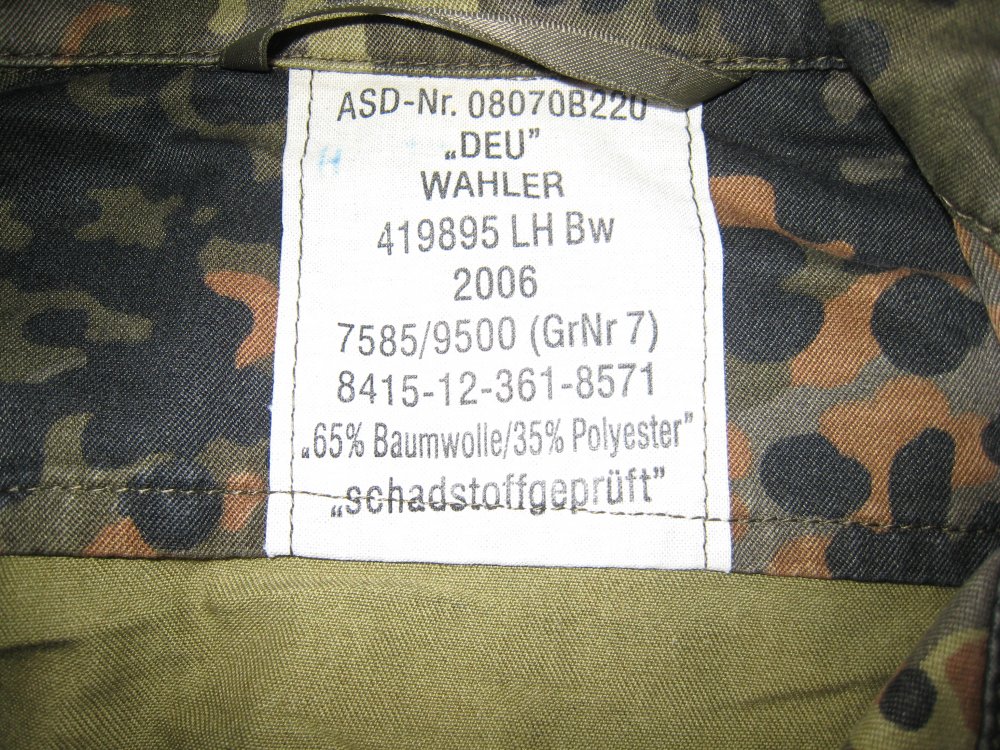 ASD-Nr. 08070B220
„DEU”
WAHLER
419895 LH Bw
2006
7585/9500 (GrNr 7)
8415-12-361-8571
„65% Baumwolle/35% Polyester”
„schadstoffgeprüft”